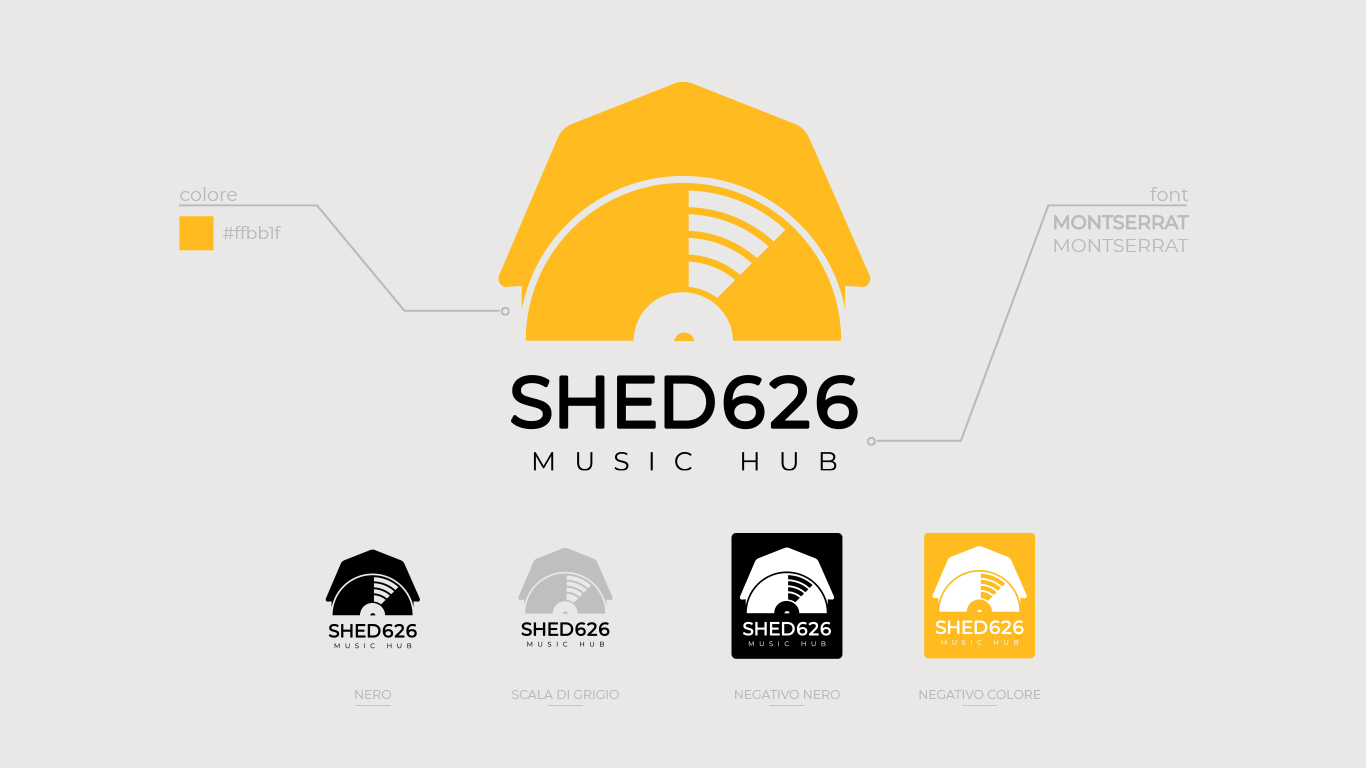 colore
#ffbb1f
font
MONTSERRAT
MONTSERRAT
SHED626
MUSIC HUB
SHED626
MUSIC HUB
NERO
SHED626
MUSIC HUB
SCALA DI GRIGIO
SHED626
MUSIC HUB
NEGATIVO NERO
SHED626
MUSIC HUB
NEGATIVO COLORE